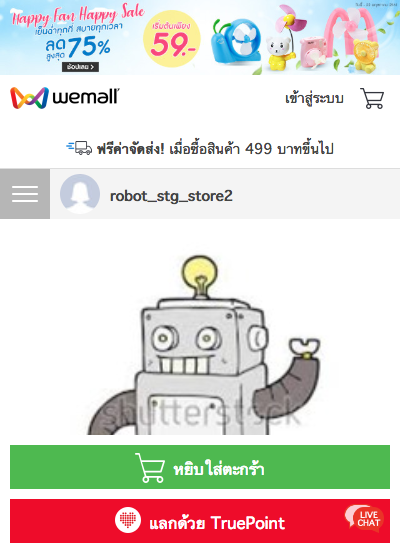 Happy Fan Happy Sale
เย็นฉ่ำทุกที่ สบายทุกเวลา
ลดสูงสุด 75%
ช้อปเลย >
เริ่มต้นเพียง
59.-
wemall
เข้าสู่ระบบ
ฟรีค่าจัดส่ง! เมื่อซื้อสินค้า 499 บาทขึ้นไป
robot_stg_store2
shutterstock
หยิบใส่ตะกร้า
แลกด้วย TruePoint
LIVE
CHAT